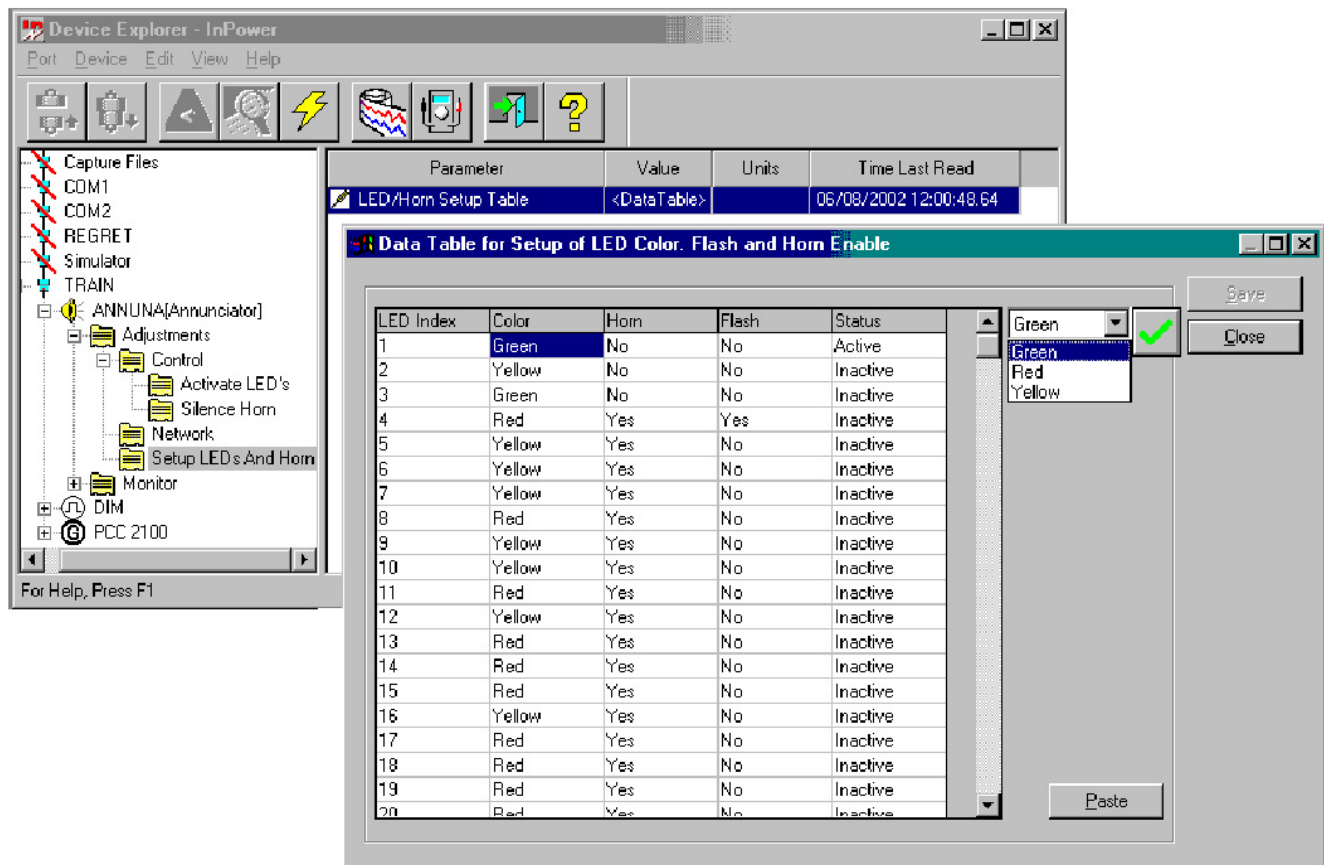 Device Explorer - InPower
Port Device Edit View Help
Capture Files
COM1
COM2
REGRET
Simulator
TRAIN
ANNUNA[Annunciator]
Adjustments
Control
Activate LED's
Silence Horn
Network
Setup LEDs And Horn
Monitor
DIM
PCC 2100
For Help, Press F1
Parameter Value Units Time Last Read
LED/Horn Setup Table <DataTable> 06/08/2002 12:00:48.64
Data Table for Setup of LED Color. Flash and Horn Enable
LED Index Color Horn Flash Status
1 Green No No Active
2 Yellow No No Inactive
3 Green No No Inactive
4 Red Yes Yes Inactive
5 Yellow Yes No Inactive
6 Yellow Yes No Inactive
7 Yellow Yes No Inactive
8 Red Yes No Inactive
9 Yellow Yes No Inactive
10 Yellow Yes No Inactive
11 Red Yes No Inactive
12 Yellow Yes No Inactive
13 Red Yes No Inactive
14 Red Yes No Inactive
15 Red Yes No Inactive
16 Yellow Yes No Inactive
17 Red Yes No Inactive
18 Red Yes No Inactive
19 Red Yes No Inactive
20 Red Yes No Inactive
Green
Green
Red
Yellow
Save
Close
Paste